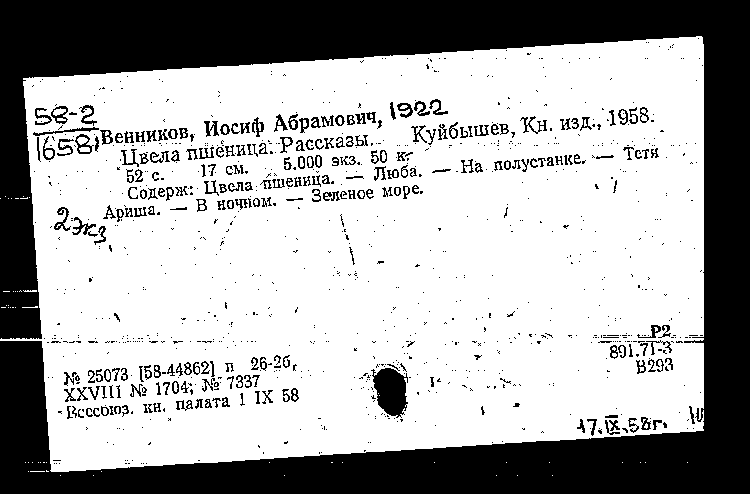 58-2
1658
Венников, Иосиф Абрамович, 1922
Цвела пшеница. Рассказы. Куйбышев, Кн. изд., 1958.
52 с. 17 см. 5.000 экз. 50 к.
Содерж: Цвела пшеница. — Люба. — На полустанке. — Тетя
Ариша. — В ночном. — Зеленое море.
2 экз.
Р2
891.71-3
В293
№ 25073 [58-44862] п 26-26,
XXVIII № 1704; № 7337
Всесоюз. кн. палата 1 IX 58
17.IX.58г.